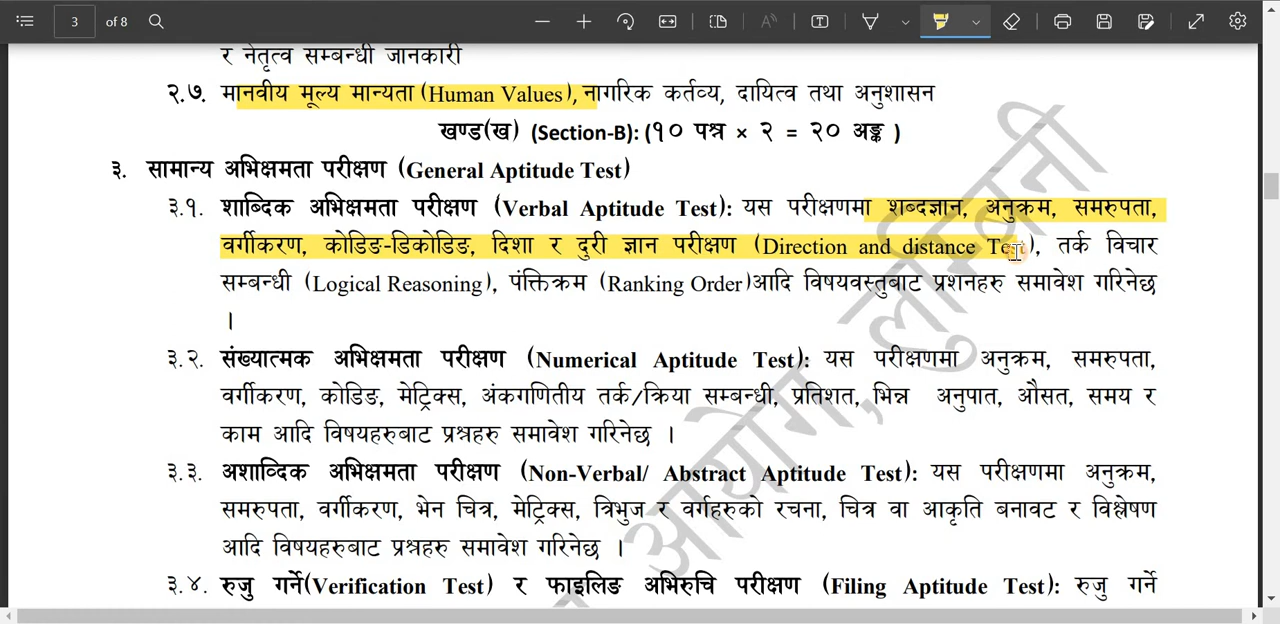 3 of 8
र नेतृत्व सम्बन्धी जानकारी
२.७. मानवीय मूल्य मान्यता (Human Values), नागरिक कर्तव्य, दायित्व तथा अनुशासन
खण्ड(ख) (Section-B): (१० पश्न × २ = २० अङ्क )
३. सामान्य अभिक्षमता परीक्षण (General Aptitude Test)
३.१. शाब्दिक अभिक्षमता परीक्षण (Verbal Aptitude Test): यस परीक्षणमा शब्दज्ञान, अनुक्रम, समरुपता,
वर्गीकरण, कोडिङ-डिकोडिङ, दिशा र दुरी ज्ञान परीक्षण (Direction and distance Test), तर्क विचार
सम्बन्धी (Logical Reasoning), पंक्तिक्रम (Ranking Order)आदि विषयवस्तुबाट प्रशनहरु समावेश गरिनेछ
।
३.२. संख्यात्मक अभिक्षमता परीक्षण (Numerical Aptitude Test): यस परीक्षणमा अनुक्रम, समरुपता,
वर्गीकरण, कोडिङ, मेट्रिक्स, अंकगणितीय तर्क/क्रिया सम्बन्धी, प्रतिशत, भिन्न अनुपात, औसत, समय र
काम आदि विषयहरुबाट प्रश्नहरु समावेश गरिनेछ ।
३.३. अशाव्दिक अभिक्षमता परीक्षण (Non-Verbal/ Abstract Aptitude Test): यस परीक्षणमा अनुक्रम,
समरुपता, वर्गीकरण, भेन चित्र, मेट्रिक्स, त्रिभुज र वर्गहरुको रचना, चित्र वा आकृति बनावट र विश्लेषण
आदि विषयहरुबाट प्रश्नहरु समावेश गरिनेछ ।
३.४. रुजु गर्ने(Verification Test) र फाइलिङ अभिरुचि परीक्षण (Filing Aptitude Test): रुजु गर्ने
आयोग, लुम्बिनी